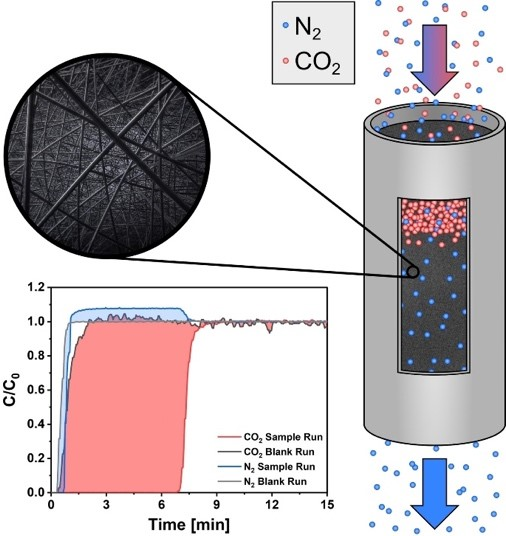 N2
CO2
1.2
1.0
0.8
0.6
0.4
0.2
0.0
C/C0
CO2 Sample Run
CO2 Blank Run
N2 Sample Run
N2 Blank Run
0 3 6 9 12 15
Time [min]